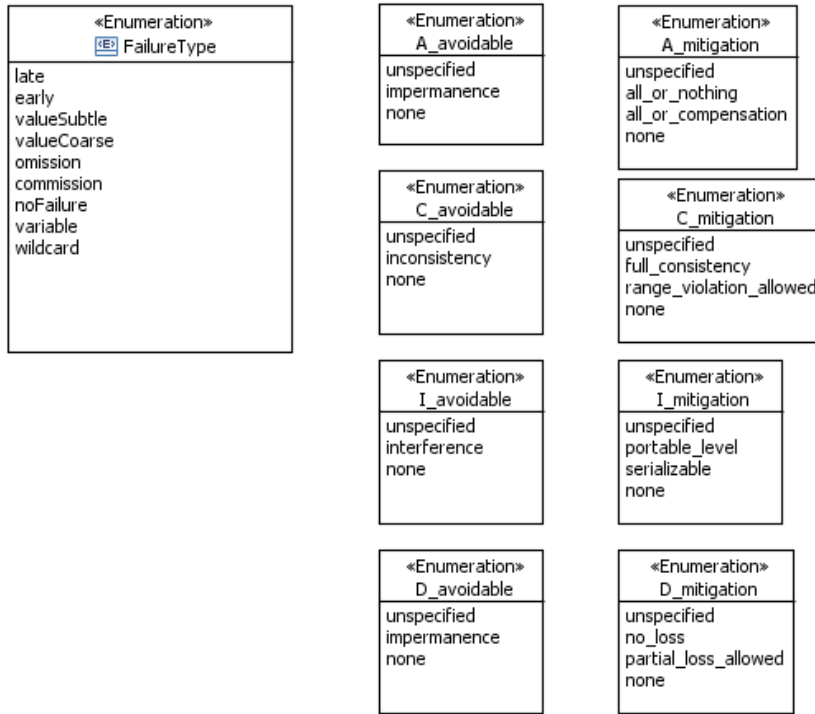 «Enumeration»
FailureType
late
early
valueSubtle
valueCoarse
omission
commission
noFailure
variable
wildcard
«Enumeration»
A_avoidable
unspecified
impermanence
none
«Enumeration»
A_mitigation
unspecified
all_or_nothing
all_or_compensation
none
«Enumeration»
C_avoidable
unspecified
inconsistency
none
«Enumeration»
C_mitigation
unspecified
full_consistency
range_violation_allowed
none
«Enumeration»
I_avoidable
unspecified
interference
none
«Enumeration»
I_mitigation
unspecified
portable_level
serializable
none
«Enumeration»
D_avoidable
unspecified
impermanence
none
«Enumeration»
D_mitigation
unspecified
no_loss
partial_loss_allowed
none